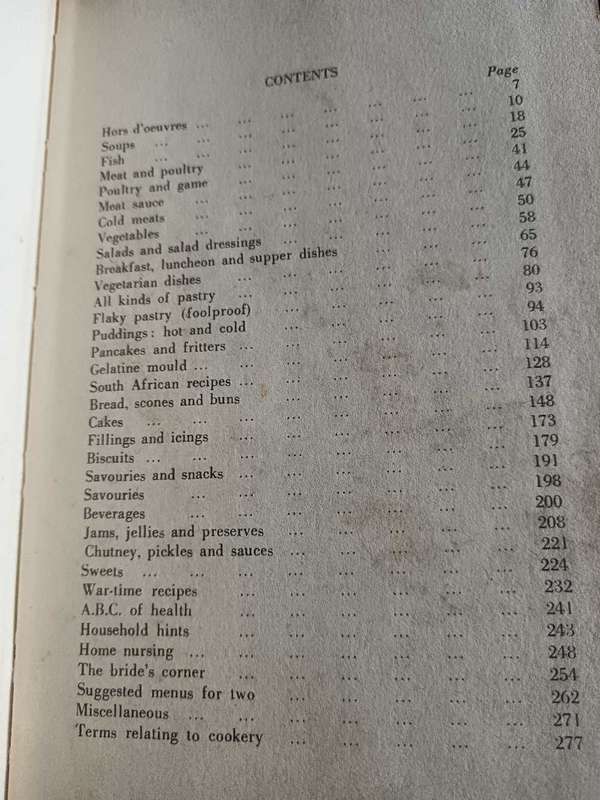 CONTENTS
Page
Hors d'oeuvres ... ... ... ... ... ... ... 7
Soups ... ... ... ... ... ... ... 10
Fish ... ... ... ... ... ... ... 18
Meat and poultry ... ... ... ... ... ... 25
Poultry and game ... ... ... ... ... ... 41
Meat sauce ... ... ... ... ... ... ... 44
Cold meats ... ... ... ... ... ... ... 47
Vegetables ... ... ... ... ... ... ... 50
Salads and salad dressings ... ... ... ... ... 58
Breakfast, luncheon and supper dishes ... ... ... 65
Vegetarian dishes ... ... ... ... ... ... 76
All kinds of pastry ... ... ... ... ... ... 80
Flaky pastry (foolproof) ... ... ... ... ... 93
Puddings: hot and cold ... ... ... ... ... 94
Pancakes and fritters ... ... ... ... ... ... 103
Gelatine mould ... ... ... ... ... ... ... 114
South African recipes ... ... ... ... ... ... 128
Bread, scones and buns ... ... ... ... ... 137
Cakes ... ... ... ... ... ... ... 148
Fillings and icings ... ... ... ... ... ... 173
Biscuits ... ... ... ... ... ... ... ... 179
Savouries and snacks ... ... ... ... ... ... 191
Savouries ... ... ... ... ... ... ... 198
Beverages ... ... ... ... ... ... ... 200
Jams, jellies and preserves ... ... ... ... ... 208
Chutney, pickles and sauces ... ... ... ... ... 221
Sweets ... ... ... ... ... ... ... ... 224
War-time recipes ... ... ... ... ... ... 232
A.B.C. of health ... ... ... ... ... ... 241
Household hints ... ... ... ... ... ... 243
Home nursing ... ... ... ... ... ... ... 248
The bride's corner ... ... ... ... ... ... 254
Suggested menus for two ... ... ... ... ... 262
Miscellaneous ... ... ... ... ... ... ... 271
Terms relating to cookery ... ... ... ... ... 277